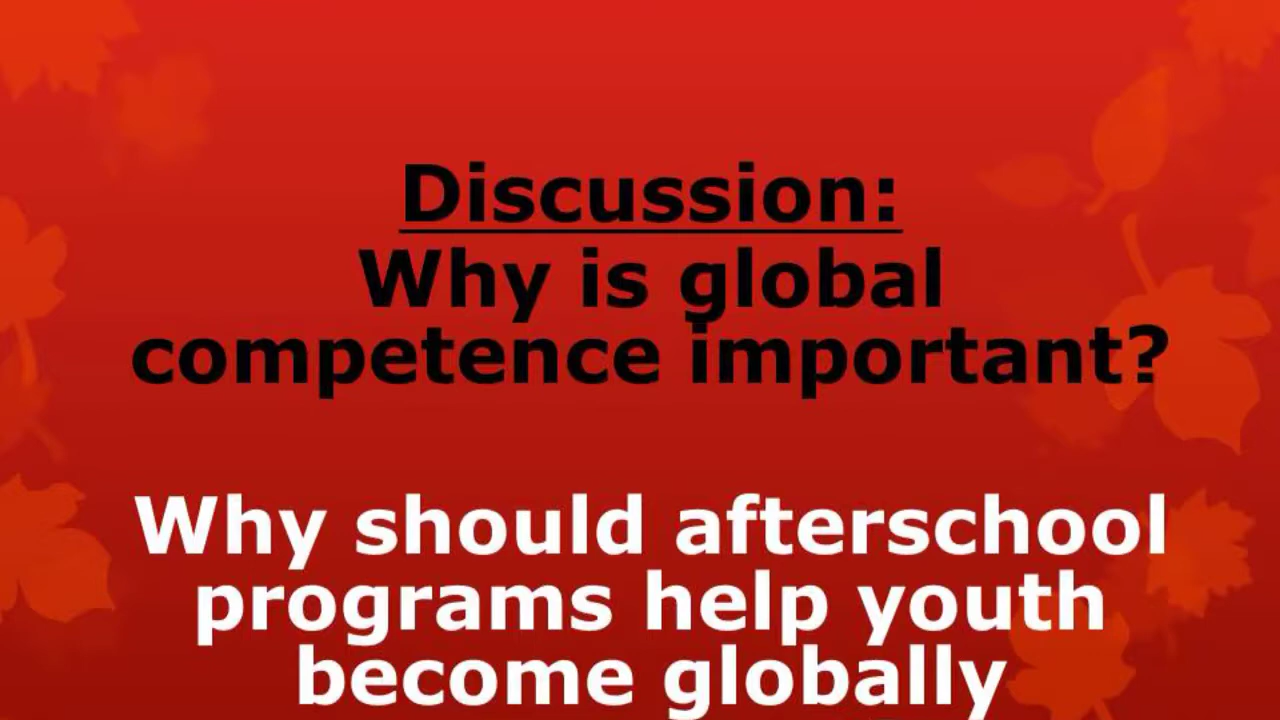 Discussion:
Why is global
competence important?
Why should afterschool
programs help youth
become globally